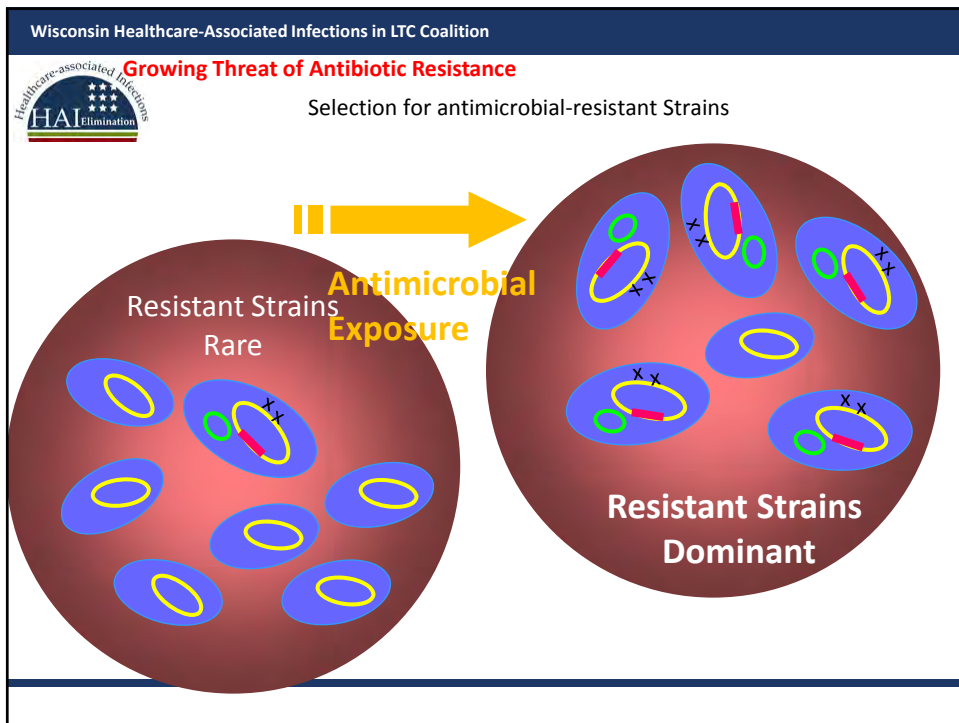 Wisconsin Healthcare-Associated Infections in LTC Coalition
Growing Threat of Antibiotic Resistance
Healthcare-associated Infections
HAI Elimination
Selection for antimicrobial-resistant Strains
Antimicrobial
Exposure
Resistant Strains
Rare
x x
x x
x x
x x
x x
x x
Resistant Strains
Dominant